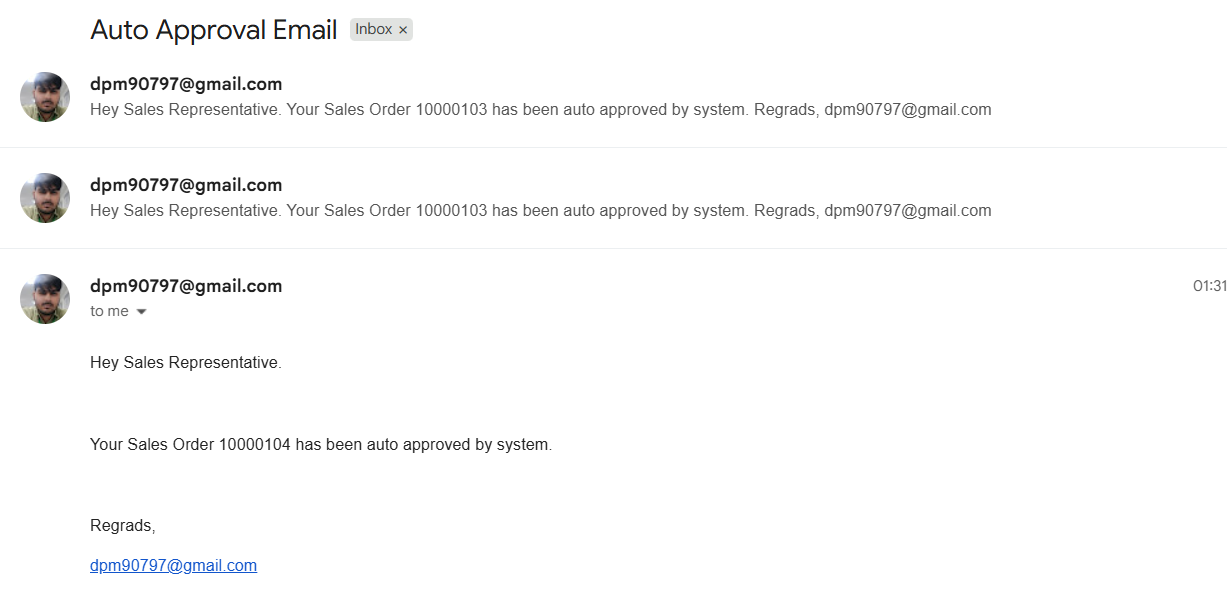 Auto Approval Email Inbox ×
dpm90797@gmail.com
Hey Sales Representative. Your Sales Order 10000103 has been auto approved by system. Regrads, dpm90797@gmail.com
dpm90797@gmail.com
Hey Sales Representative. Your Sales Order 10000103 has been auto approved by system. Regrads, dpm90797@gmail.com
dpm90797@gmail.com 01:31
to me
Hey Sales Representative.
Your Sales Order 10000104 has been auto approved by system.
Regrads,
dpm90797@gmail.com